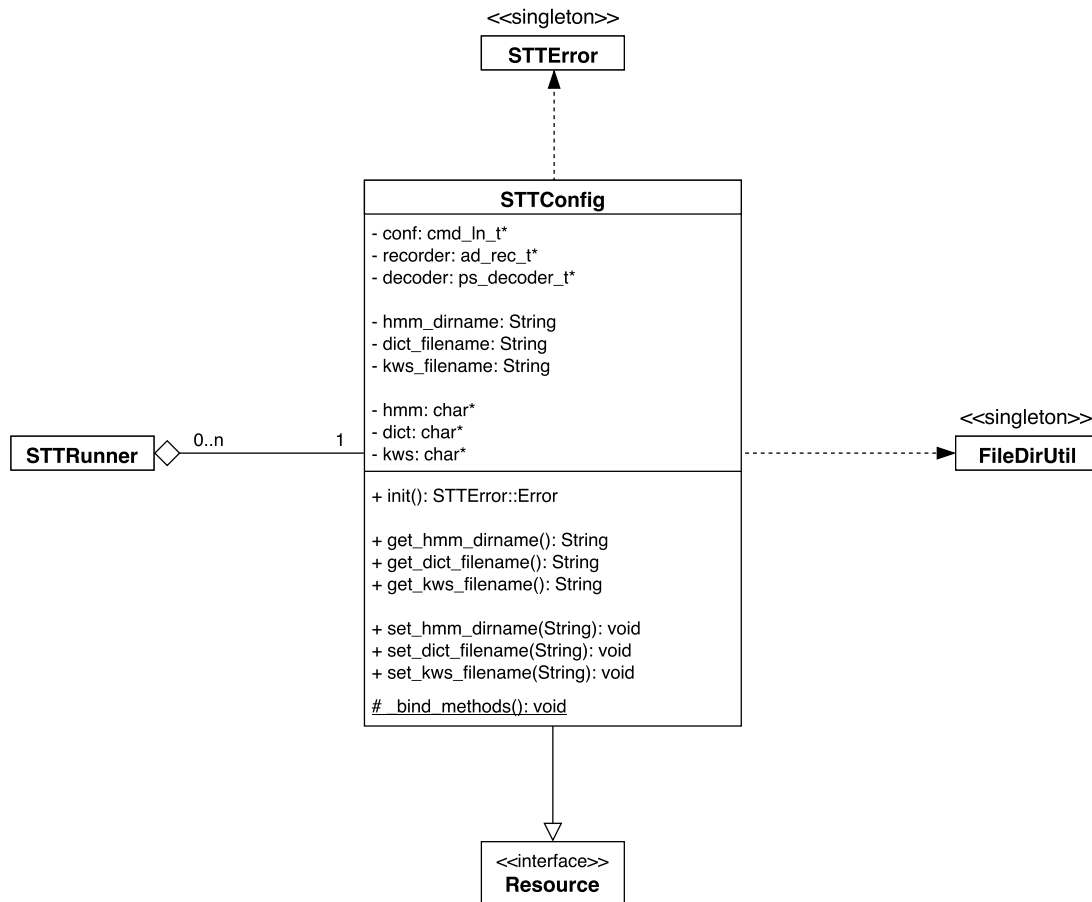 <<singleton>>
STTError
STTConfig
- conf: cmd_ln_t*
- recorder: ad_rec_t*
- decoder: ps_decoder_t*
- hmm_dirname: String
- dict_filename: String
- kws_filename: String
- hmm: char*
- dict: char*
- kws: char*
STTRunner
0..n
1
<<singleton>>
FileDirUtil
+ init(): STTError::Error
+ get_hmm_dirname(): String
+ get_dict_filename(): String
+ get_kws_filename(): String
+ set_hmm_dirname(String): void
+ set_dict_filename(String): void
+ set_kws_filename(String): void
# _bind_methods(): void
<<interface>>
Resource